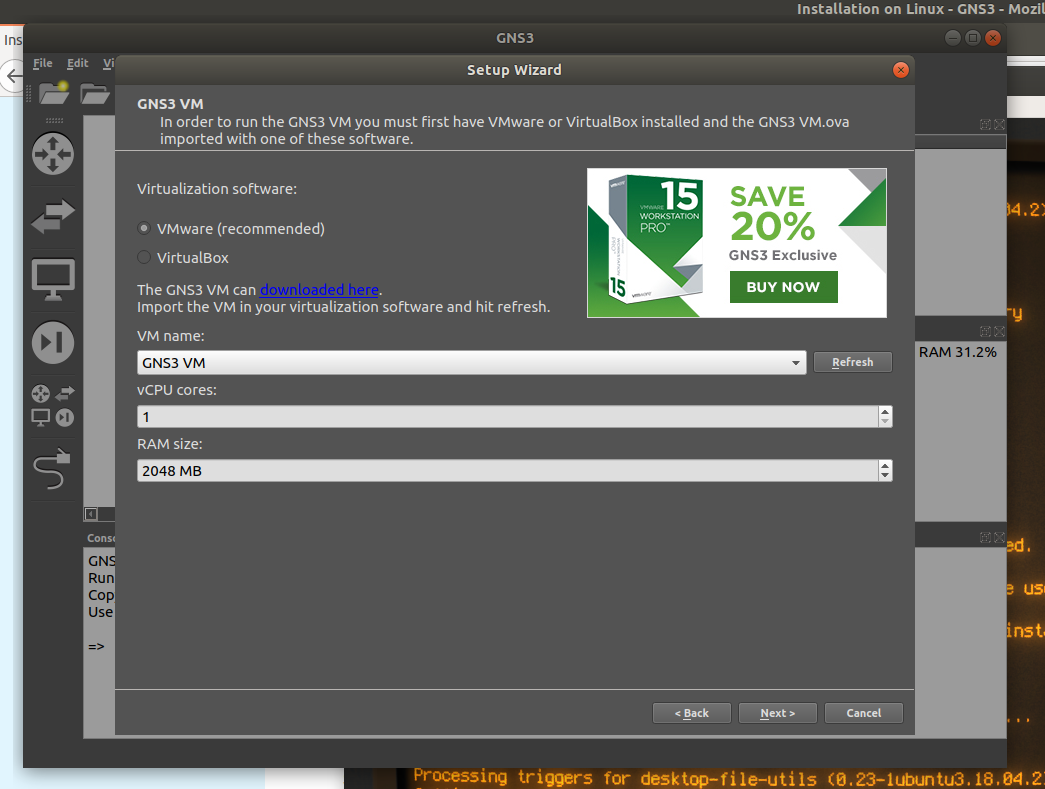 Installation on Linux - GNS3 - Mozil
Ins
GNS3
File Edit Vi
Setup Wizard
GNS3 VM
In order to run the GNS3 VM you must first have VMware or VirtualBox installed and the GNS3 VM.ova
imported with one of these software.
Virtualization software:
VMware (recommended)
VirtualBox
The GNS3 VM can downloaded here.
Import the VM in your virtualization software and hit refresh.
VMWARE
15
WORKSTATION
PRO™
15
vmware
SAVE
20%
GNS3 Exclusive
BUY NOW
VM name:
GNS3 VM
Refresh
vCPU cores:
1
RAM size:
2048 MB
< Back
Next >
Cancel
RAM 31.2%
Conso
GNS
Run
Cop
Use
=>
04.2)
ry
ed.
e use
insta
...
Processing triggers for desktop-file-utils (0.23-1ubuntu3.18.04.2)